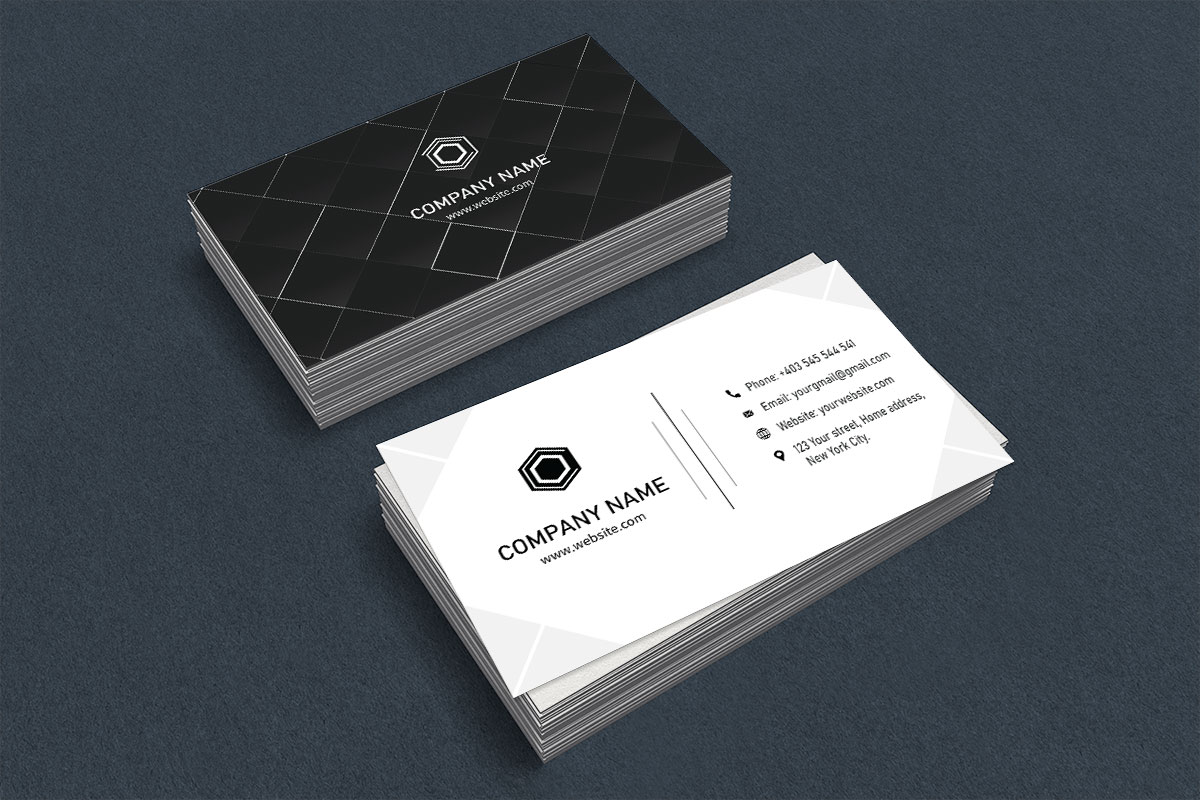 COMPANY NAME
www.website.com
COMPANY NAME
www.website.com
Phone: +403 545 544 541
Email: yourgmail@gmail.com
Website: yourwebsite.com
123 Your street, Home address,
New York City.